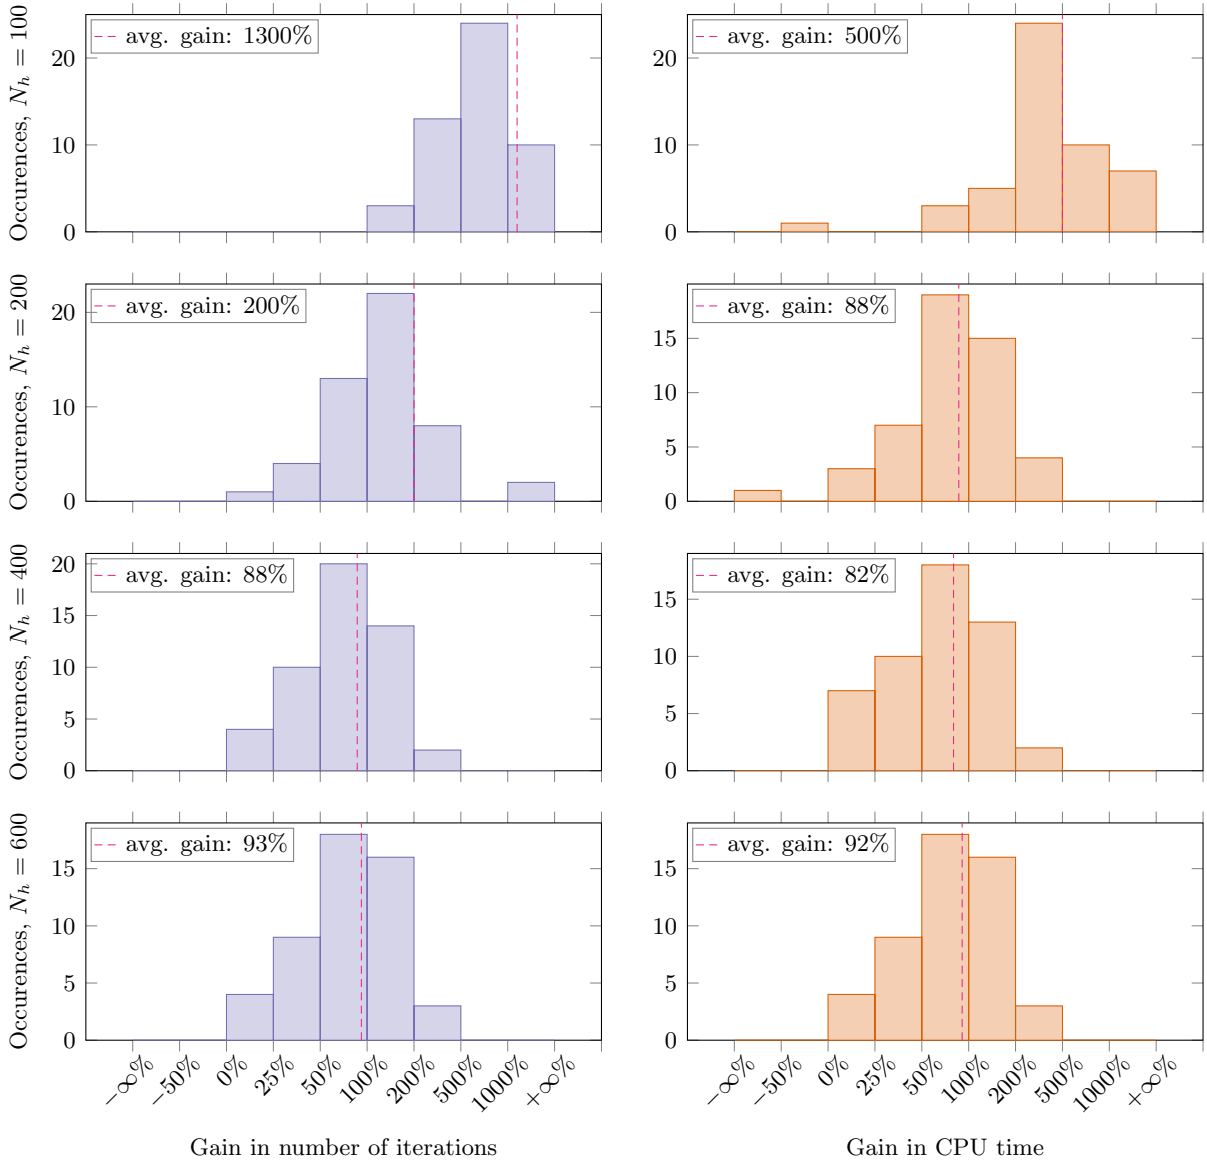 Occurences, N_h = 100
20
10
0
avg. gain: 1300%
20
10
0
avg. gain: 500%
Occurences, N_h = 200
20
10
0
avg. gain: 200%
15
10
5
0
avg. gain: 88%
Occurences, N_h = 400
20
15
10
5
0
avg. gain: 88%
15
10
5
0
avg. gain: 82%
Occurences, N_h = 600
15
10
5
0
avg. gain: 93%
15
10
5
0
avg. gain: 92%
−∞% −50% 0% 25% 50% 100% 200% 500% 1000% +∞%
Gain in number of iterations
−∞% −50% 0% 25% 50% 100% 200% 500% 1000% +∞%
Gain in CPU time